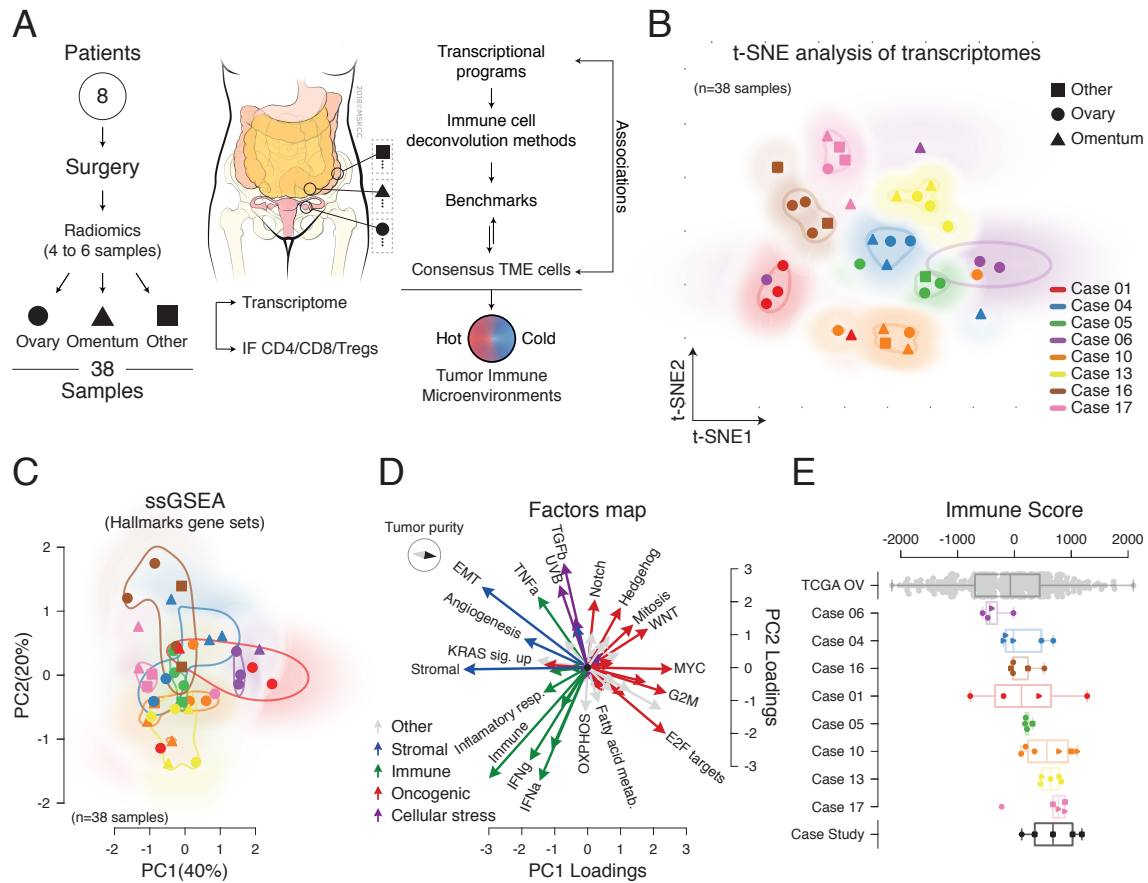 A
Patients
8
Surgery
Radiomics
(4 to 6 samples)
Ovary Omentum Other
38
Samples
2018©MSKCC
Transcriptome
IF CD4/CD8/Tregs
Transcriptional
programs
Immune cell
deconvolution methods
Benchmarks
Consensus TME cells
Associations
Hot
Cold
Tumor Immune
Microenvironments
B
t-SNE analysis of transcriptomes
(n=38 samples)
Other
Ovary
Omentum
Case 01
Case 04
Case 05
Case 06
Case 10
Case 13
Case 16
Case 17
t-SNE2
t-SNE1
C
ssGSEA
(Hallmarks gene sets)
2
1
0
-1
-2
PC2(20%)
(n=38 samples)
-2 -1 0 1 2
PC1(40%)
D
Factors map
Tumor purity
EMT
Angiogenesis
KRAS sig. up
Stromal
TNFa
UVB
TGFb
Notch
Hedgehog
Mitosis
WNT
MYC
G2M
E2F targets
Fatty acid metab.
OXPHOS
IFNa
IFNg
Immune
Inflamatory resp.
Other
Stromal
Immune
Oncogenic
Cellular stress
3
2
1
0
-1
-2
-3
PC2 Loadings
-3 -2 -1 0 1 2 3
PC1 Loadings
E
Immune Score
-2000 -1000 0 1000 2000
TCGA OV
Case 06
Case 04
Case 16
Case 01
Case 05
Case 10
Case 13
Case 17
Case Study